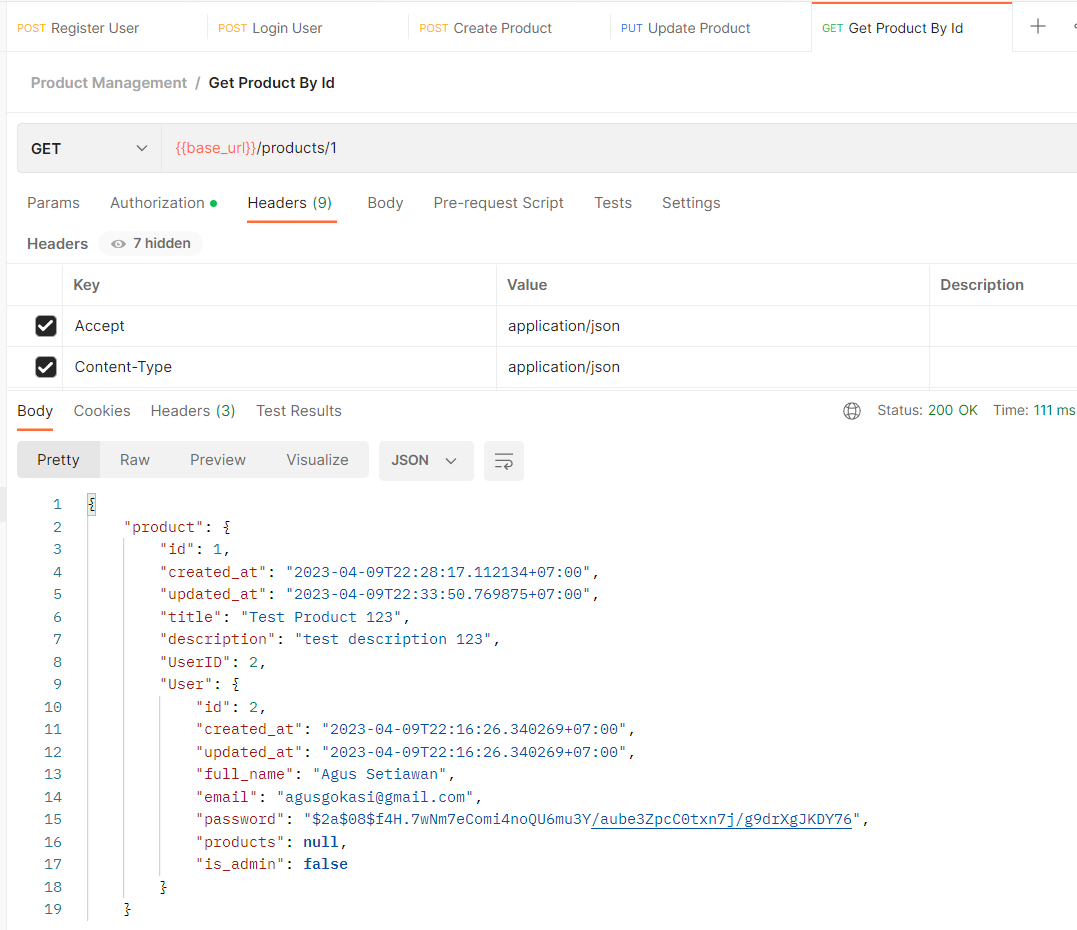 POST Register User
POST Login User
POST Create Product
PUT Update Product
GET Get Product By Id
Product Management / Get Product By Id
GET {{base_url}}/products/1
Params Authorization Headers (9) Body Pre-request Script Tests Settings
Headers 7 hidden
Key Value Description
Accept application/json
Content-Type application/json
Body Cookies Headers (3) Test Results Status: 200 OK Time: 111 ms
Pretty Raw Preview Visualize JSON
1 {
2 "product": {
3 "id": 1,
4 "created_at": "2023-04-09T22:28:17.112134+07:00",
5 "updated_at": "2023-04-09T22:33:50.769875+07:00",
6 "title": "Test Product 123",
7 "description": "test description 123",
8 "UserID": 2,
9 "User": {
10 "id": 2,
11 "created_at": "2023-04-09T22:16:26.340269+07:00",
12 "updated_at": "2023-04-09T22:16:26.340269+07:00",
13 "full_name": "Agus Setiawan",
14 "email": "agusgokasi@gmail.com",
15 "password": "$2a$08$f4H.7wNm7eComi4noQU6mu3Y/aube3ZpcC0txn7j/g9drXgJKDY76",
16 "products": null,
17 "is_admin": false
18 }
19 }